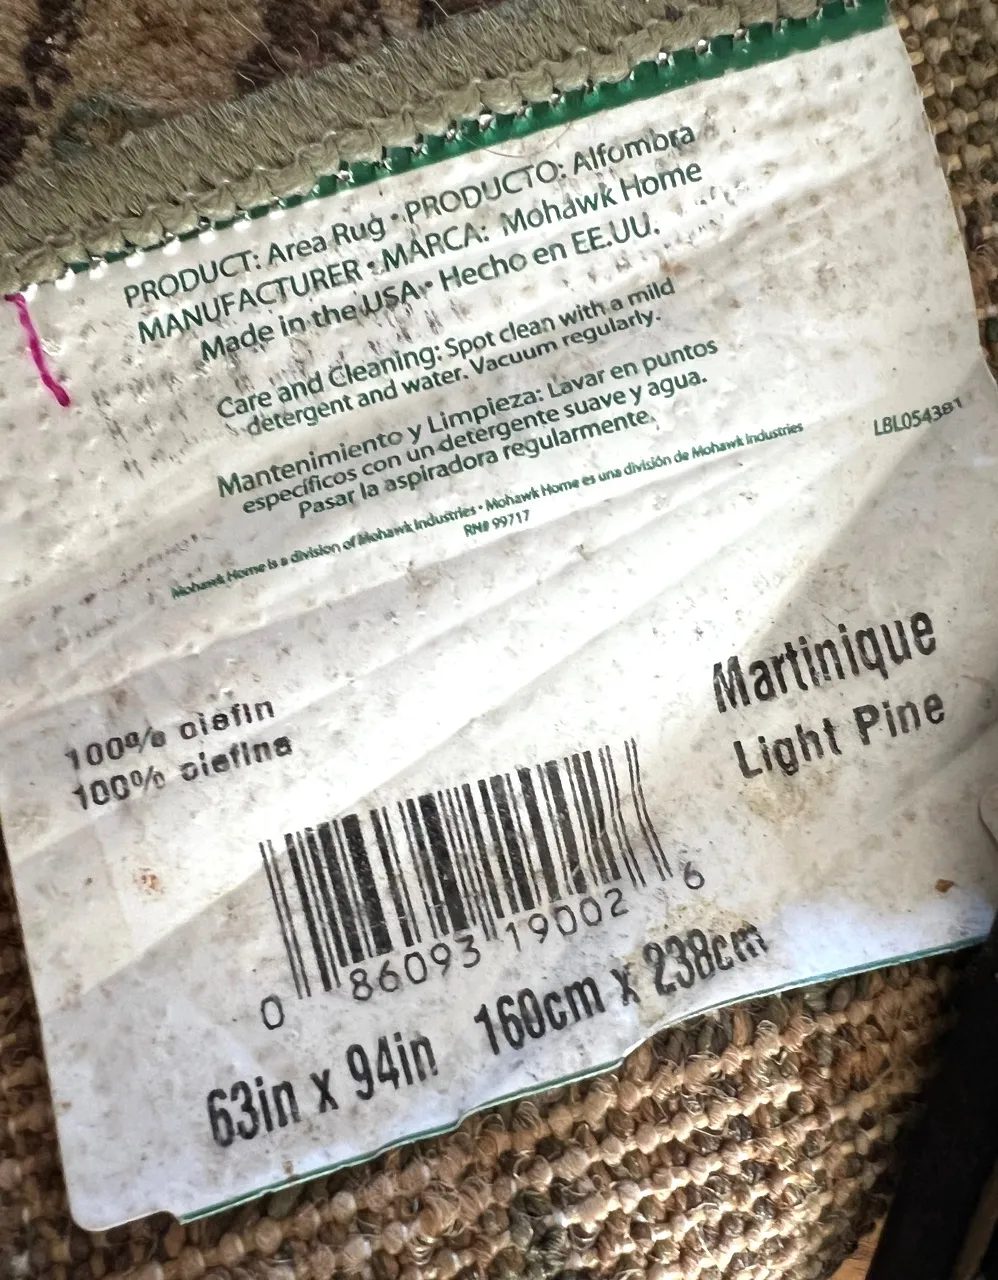 PRODUCT: Area Rug • PRODUCTO: Alfombra
MANUFACTURER • MARCA: Mohawk Home
Made in the USA • Hecho en EE.UU.
Care and Cleaning: Spot clean with a mild
detergent and water. Vacuum regularly.
Mantenimiento y Limpieza: Lavar en puntos
específicos con un detergente suave y agua.
Pasar la aspiradora regularmente.
Mohawk Home is a division of Mohawk Industries • Mohawk Home es una división de Mohawk Industries
RN# 99717
LBL054381
100% olefin
100% olefina
Martinique
Light Pine
0 86093 19002 6
63in x 94in 160cm x 238cm